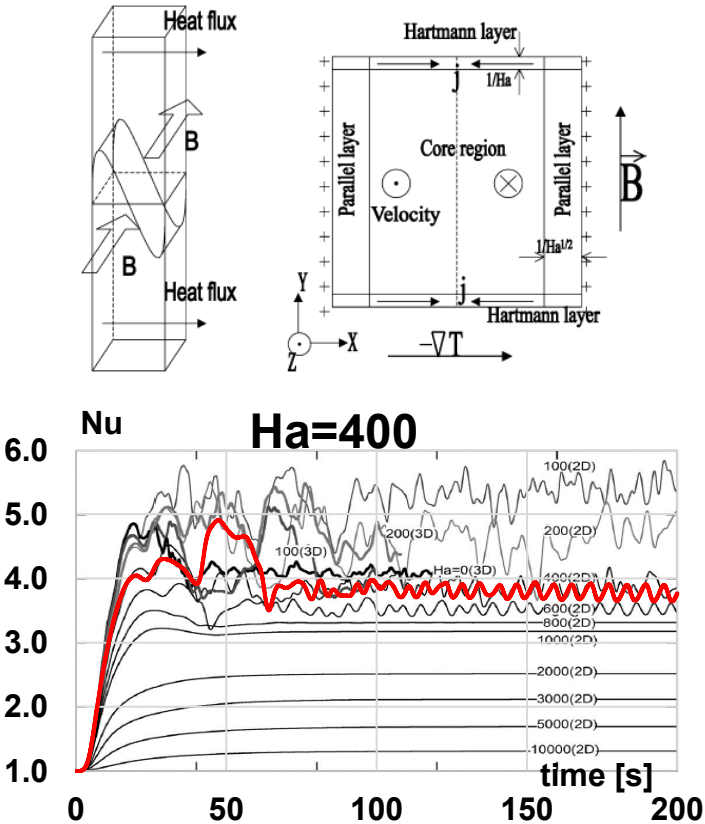 Heat flux
B
B
Heat flux
Hartmann layer
j
1/Ha
Parallel layer
Core region
Parallel layer
Velocity
B
1/Ha1/2
Y
j
Hartmann layer
X
Z
−∇T
Nu
Ha=400
6.0
100(2D)
5.0
200(3D)
200(2D)
100(3D)
Ha=0(3D)
4.0
400(2D)
600(2D)
800(2D)
3.0
1000(2D)
2000(2D)
2.0
3000(2D)
5000(2D)
10000(2D)
1.0
time [s]
0 50 100 150 200